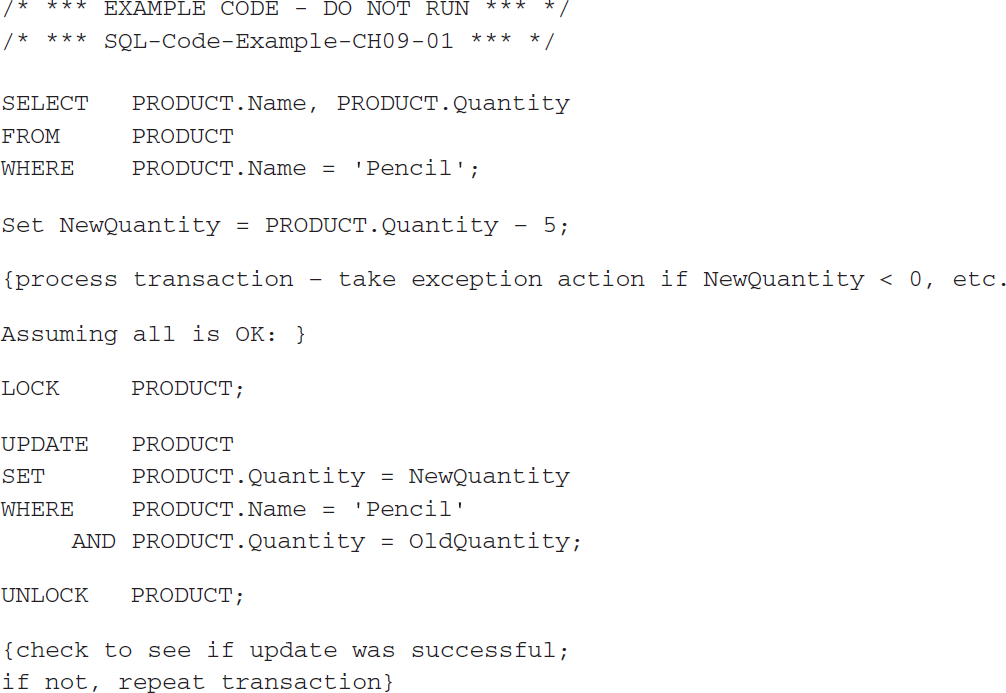 /* *** EXAMPLE CODE - DO NOT RUN *** */
/* *** SQL-Code-Example-CH09-01 *** */
SELECT PRODUCT.Name, PRODUCT.Quantity
FROM PRODUCT
WHERE PRODUCT.Name = 'Pencil';
Set NewQuantity = PRODUCT.Quantity – 5;
{process transaction – take exception action if NewQuantity < 0, etc.
Assuming all is OK: }
LOCK PRODUCT;
UPDATE PRODUCT
SET PRODUCT.Quantity = NewQuantity
WHERE PRODUCT.Name = 'Pencil'
AND PRODUCT.Quantity = OldQuantity;
UNLOCK PRODUCT;
{check to see if update was successful;
if not, repeat transaction}